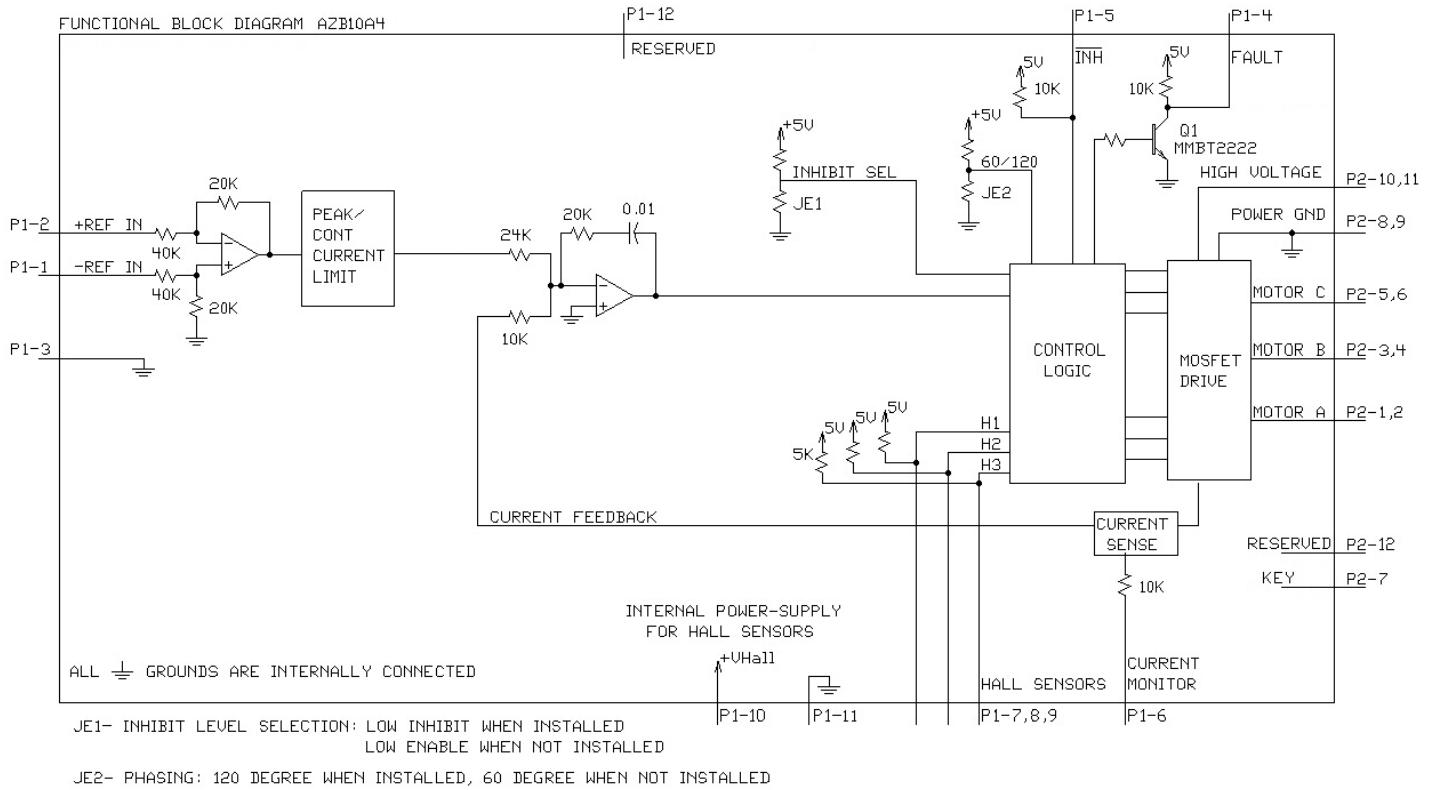 FUNCTIONAL BLOCK DIAGRAM AZB10A4
P1-12
RESERVED
P1-5
INH
P1-4
FAULT
5V
10K
5V
10K
Q1
MMBT2222
+5V
INHIBIT SEL
JE1
+5V
60/120
JE2
HIGH VOLTAGE
P2-10,11
POWER GND
P2-8,9
P1-2
+REF IN
40K
20K
P1-1
-REF IN
40K
20K
-
+
PEAK/
CONT
CURRENT
LIMIT
24K
10K
20K
0.01
-
+
P1-3
CONTROL
LOGIC
MOSFET
DRIVE
MOTOR C
P2-5,6
MOTOR B
P2-3,4
MOTOR A
P2-1,2
5V
5V
5V
5K
H1
H2
H3
CURRENT FEEDBACK
CURRENT
SENSE
RESERVED
P2-12
KEY
P2-7
10K
INTERNAL POWER-SUPPLY
FOR HALL SENSORS
+VHall
ALL GROUNDS ARE INTERNALLY CONNECTED
HALL SENSORS
CURRENT
MONITOR
P1-10
P1-11
P1-7,8,9
P1-6
JE1- INHIBIT LEVEL SELECTION: LOW INHIBIT WHEN INSTALLED
LOW ENABLE WHEN NOT INSTALLED
JE2- PHASING: 120 DEGREE WHEN INSTALLED, 60 DEGREE WHEN NOT INSTALLED